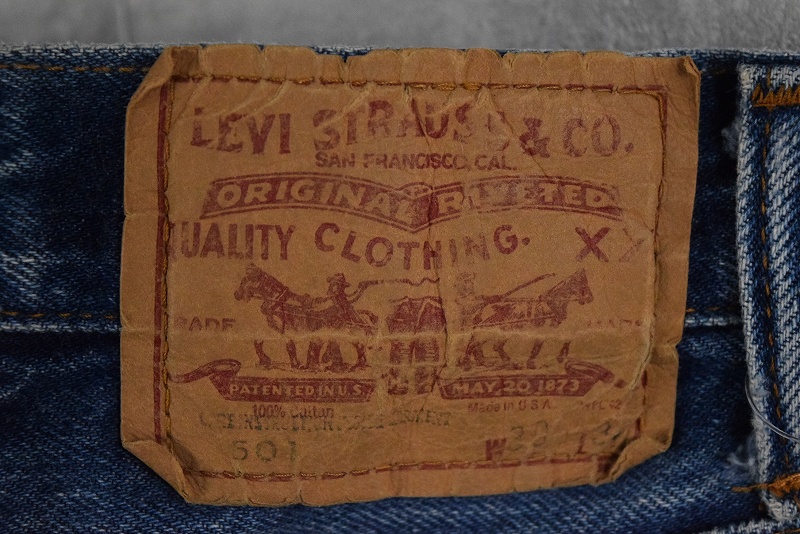 LEVI STRAUSS & CO.
SAN FRANCISCO, CAL.
ORIGINAL RIVETED
QUALITY CLOTHING. XX
PATENTED IN U.S. MAY 20 1873
100% Cotton Made in U.S.A.
501 W L